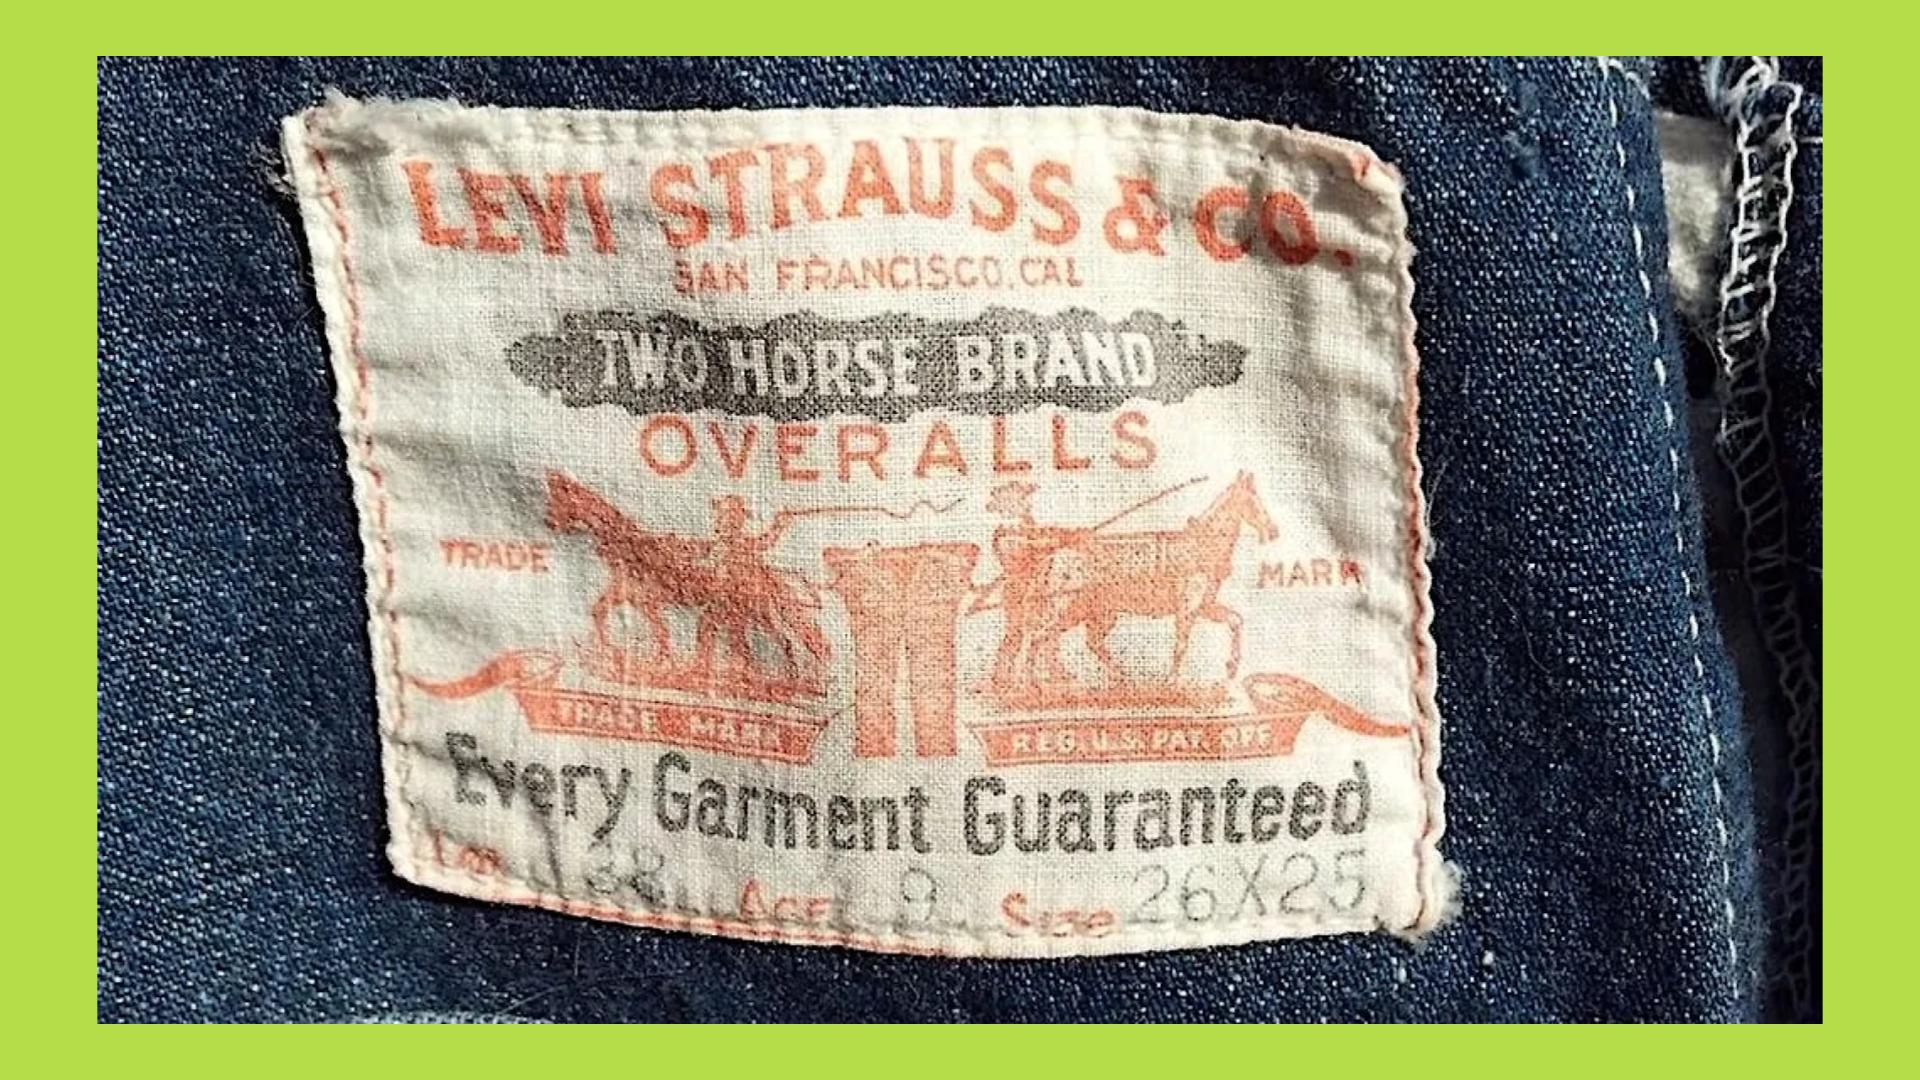 LEVI STRAUSS & CO.
SAN FRANCISCO, CAL
TWO HORSE BRAND
OVERALLS
TRADE MARK
TRADE MARK REG. U.S. PAT. OFF
Every Garment Guaranteed
AGE 9 Size 26X25